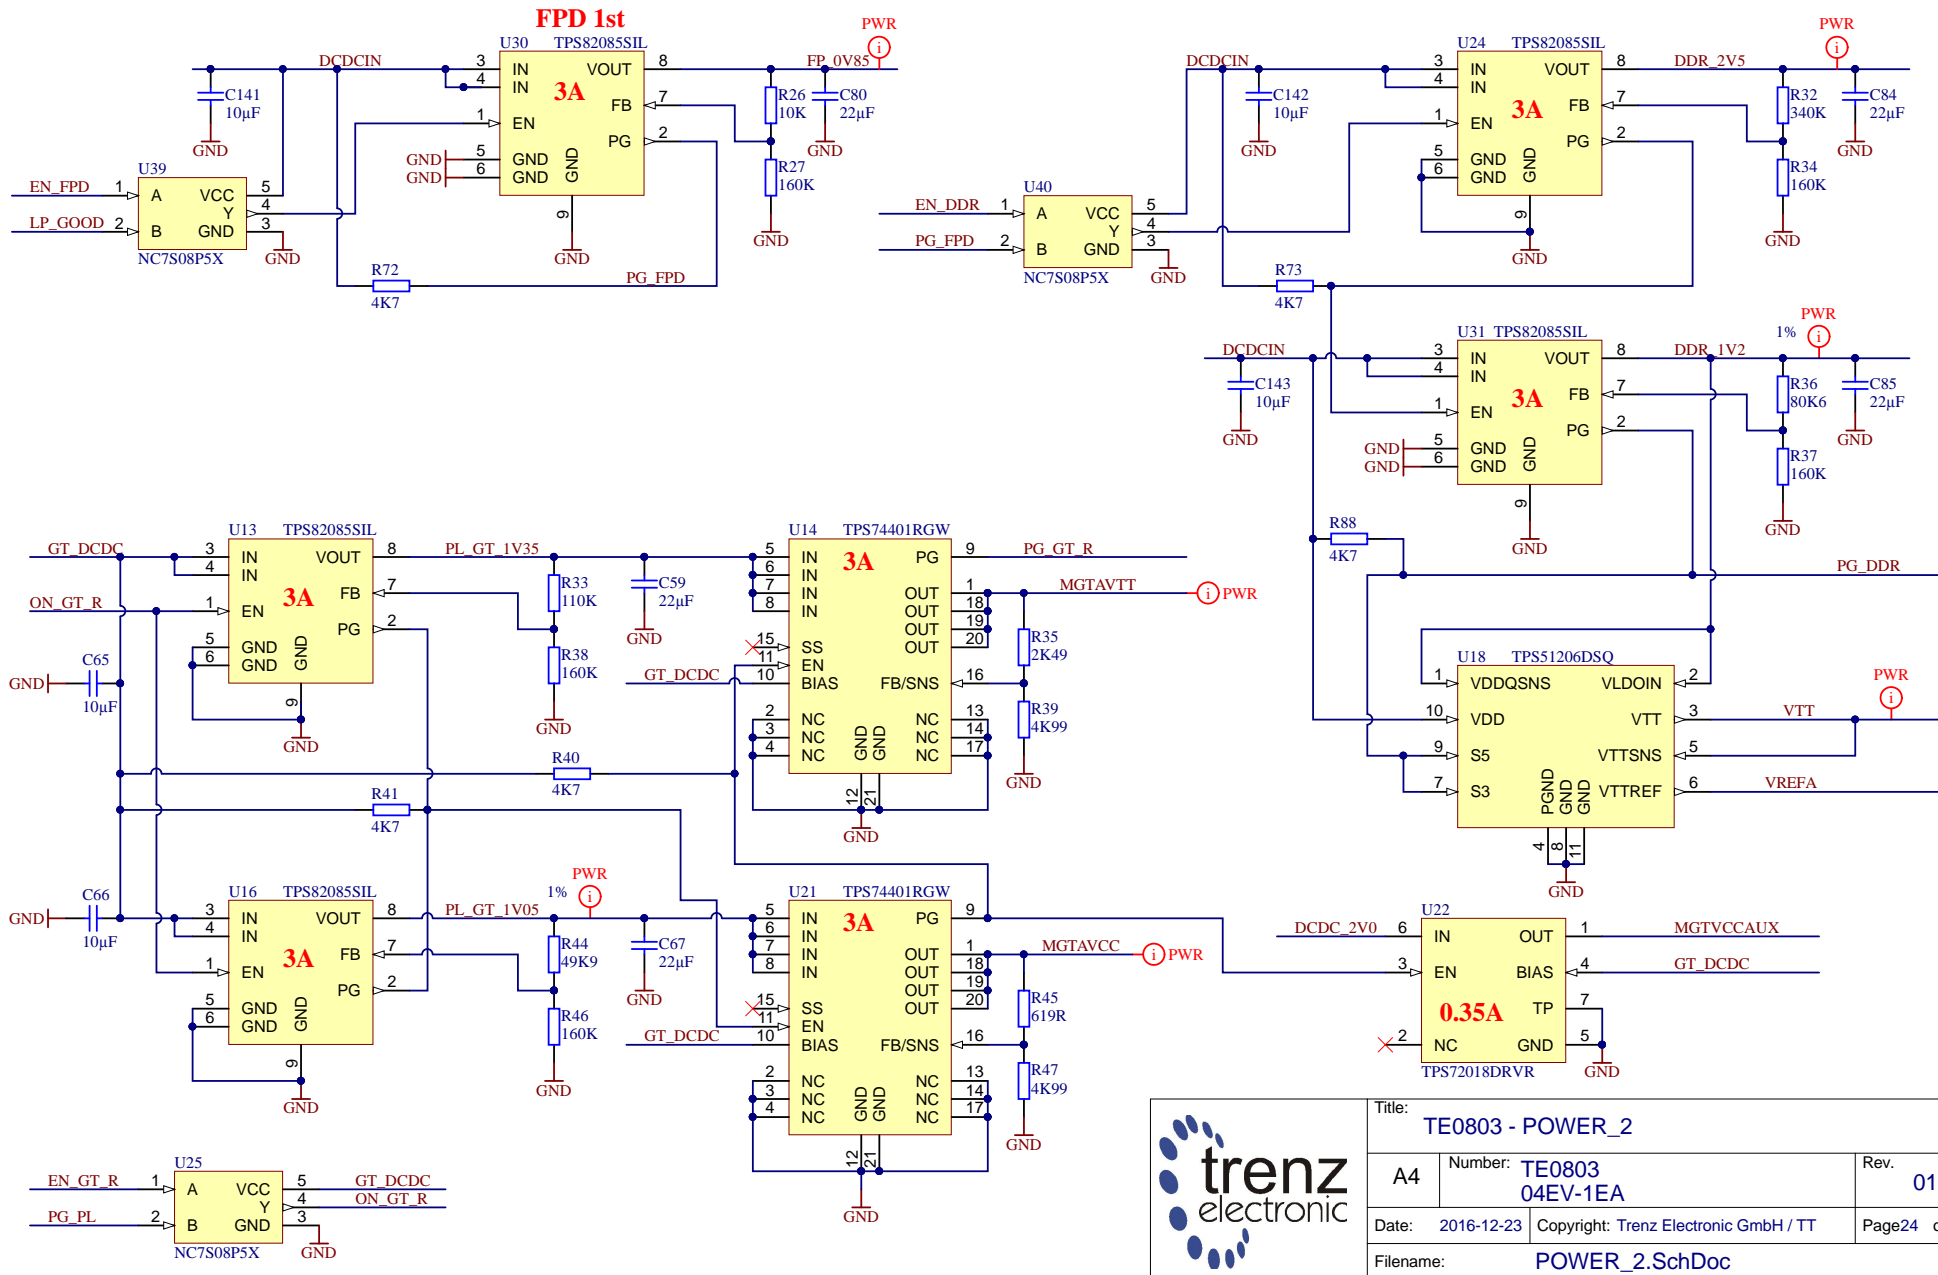 FPD 1st
U30 TPS82085SIL
DCDCIN
3 IN VOUT 8
4 IN
3A
FB 7
1 EN
PG 2
GND 5 GND
GND 6 GND
GND
9
GND
C141
10µF
GND
FP_0V85
PWR
i
R26
10K
C80
22µF
GND
R27
160K
GND
U39
EN_FPD 1 A VCC 5
Y 4
LP_GOOD 2 B GND 3
NC7S08P5X
GND
R72
4K7
PG_FPD
U24 TPS82085SIL
DCDCIN
3 IN VOUT 8
4 IN
3A
FB 7
1 EN
PG 2
5 GND
6 GND
GND
9
GND
C142
10µF
GND
DDR_2V5
PWR
i
R32
340K
C84
22µF
GND
R34
160K
GND
U40
EN_DDR 1 A VCC 5
Y 4
PG_FPD 2 B GND 3
NC7S08P5X
GND
R73
4K7
U31 TPS82085SIL
DCDCIN
3 IN VOUT 8
4 IN
3A
FB 7
1 EN
PG 2
GND 5 GND
GND 6 GND
GND
9
GND
C143
10µF
GND
DDR_1V2
1%
PWR
i
R36
80K6
C85
22µF
GND
R37
160K
GND
R88
4K7
PG_DDR
U13 TPS82085SIL
GT_DCDC
3 IN VOUT 8
4 IN
3A
FB 7
ON_GT_R
1 EN
PG 2
5 GND
6 GND
GND
9
GND
C65
GND
10µF
PL_GT_1V35
R33
110K
C59
22µF
GND
R38
160K
GND
U14 TPS74401RGW
5 IN PG 9
PG_GT_R
3A
6 IN
7 IN OUT 1
MGTAVTT
i PWR
8 IN OUT 18
OUT 19
15 SS OUT 20
11 EN
GT_DCDC 10 BIAS FB/SNS 16
2 NC NC 13
3 NC NC 14
4 NC NC 17
GND GND
12 21
GND
R35
2K49
R39
4K99
GND
R40
4K7
R41
4K7
U18 TPS51206DSQ
1 VDDQSNS VLDOIN 2
10 VDD VTT 3
VTT
PWR
i
9 S5 VTTSNS 5
7 S3 VTTREF 6
VREFA
PGND GND GND
4 8 11
GND
U16 TPS82085SIL
3 IN VOUT 8
4 IN
3A
FB 7
1 EN
PG 2
5 GND
6 GND
GND
9
GND
C66
GND
10µF
PL_GT_1V05
1%
PWR
i
R44
49K9
C67
22µF
GND
R46
160K
GND
U21 TPS74401RGW
5 IN PG 9
3A
6 IN
7 IN OUT 1
MGTAVCC
i PWR
8 IN OUT 18
OUT 19
15 SS OUT 20
11 EN
GT_DCDC 10 BIAS FB/SNS 16
2 NC NC 13
3 NC NC 14
4 NC NC 17
GND GND
12 21
GND
R45
619R
R47
4K99
GND
U22
DCDC_2V0 6 IN OUT 1 MGTVCCAUX
3 EN BIAS 4 GT_DCDC
0.35A
TP 7
2 NC GND 5
TPS72018DRVR
GND
U25
EN_GT_R 1 A VCC 5 GT_DCDC
Y 4 ON_GT_R
PG_PL 2 B GND 3
NC7S08P5X
GND
trenz
electronic
Title:
TE0803 - POWER_2
A4
Number: TE0803
04EV-1EA
Rev.
01
Date: 2016-12-23
Copyright: Trenz Electronic GmbH / TT
Page24
Filename: POWER_2.SchDoc